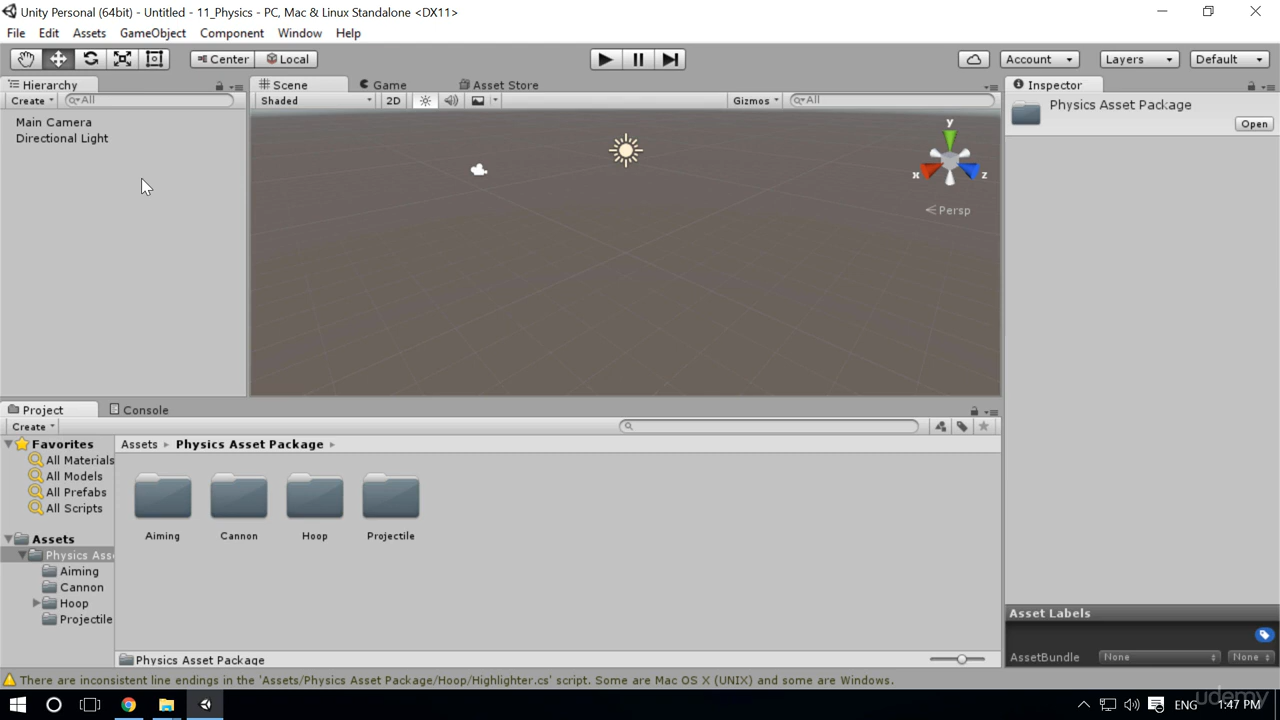 Unity Personal (64bit) - Untitled - 11_Physics - PC, Mac & Linux Standalone <DX11>
File Edit Assets GameObject Component Window Help
Center Local Account Layers Default
Hierarchy Scene Game Asset Store Inspector
Create All Shaded 2D Gizmos All Physics Asset Package
Open
Main Camera
Directional Light
y
x z
Persp
Project Console
Create
Favorites Assets Physics Asset Package
All Materials
All Models
All Prefabs
All Scripts
Aiming Cannon Hoop Projectile
Assets
Physics Asse
Aiming
Cannon
Hoop
Projectile
Asset Labels
Physics Asset Package AssetBundle None None
There are inconsistent line endings in the 'Assets/Physics Asset Package/Hoop/Highlighter.cs' script. Some are Mac OS X (UNIX) and some are Windows.
ENG 1:47 PM
udemy